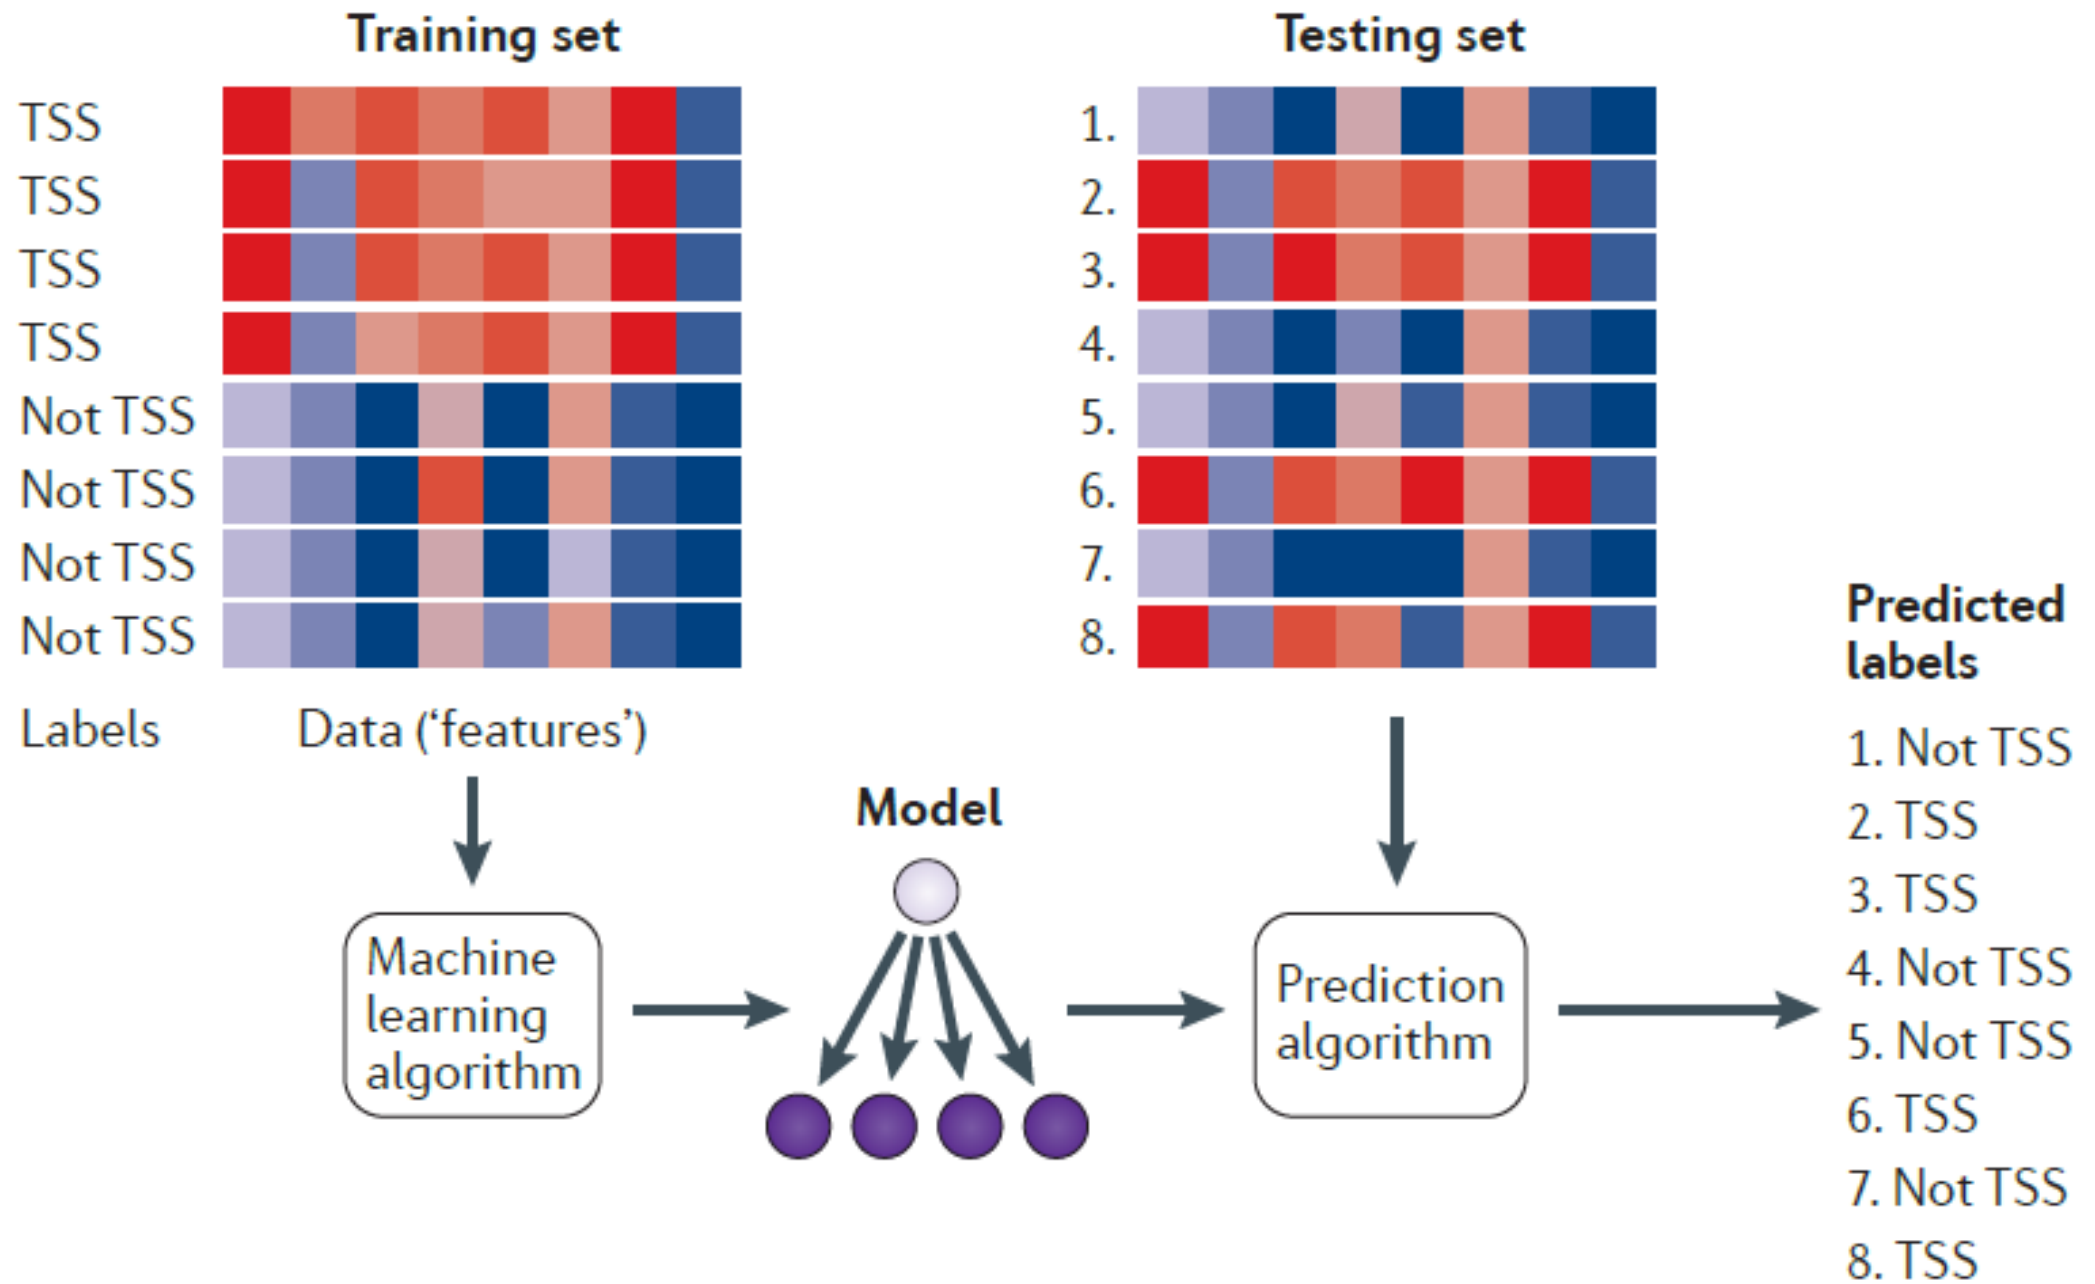 Training set
TSS
TSS
TSS
TSS
Not TSS
Not TSS
Not TSS
Not TSS
Labels
Data (‘features’)
Testing set
1.
2.
3.
4.
5.
6.
7.
8.
Machine
learning
algorithm
Model
Prediction
algorithm
Predicted
labels
1. Not TSS
2. TSS
3. TSS
4. Not TSS
5. Not TSS
6. TSS
7. Not TSS
8. TSS